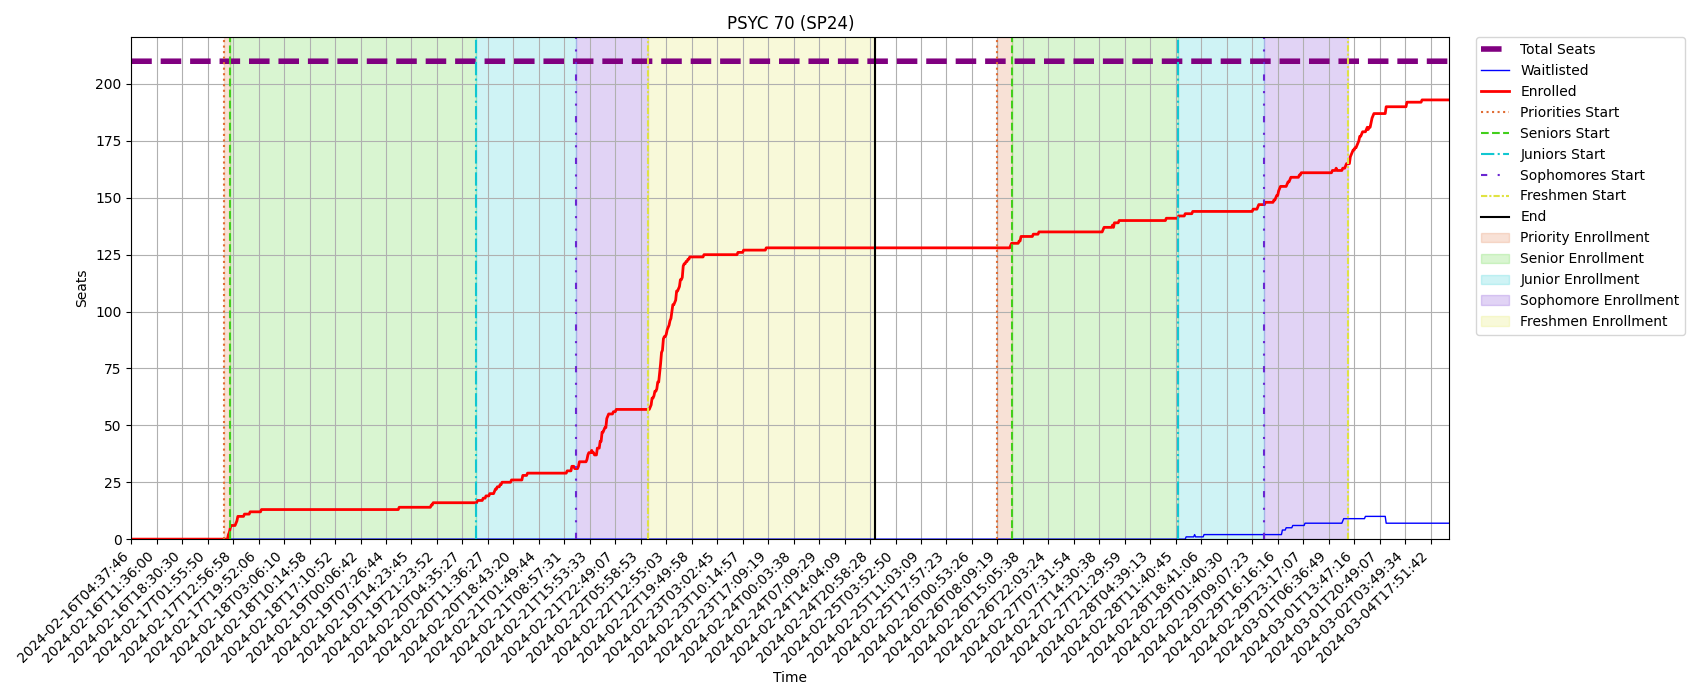 PSYC 70 (SP24)
Seats
200
175
150
125
100
75
50
25
0
2024-02-16T04:37:46
2024-02-16T11:36:00
2024-02-16T18:30:30
2024-02-17T01:55:50
2024-02-17T12:56:58
2024-02-17T19:52:06
2024-02-18T03:06:10
2024-02-18T10:14:58
2024-02-18T17:10:52
2024-02-19T00:06:42
2024-02-19T07:26:44
2024-02-19T14:23:45
2024-02-19T21:23:52
2024-02-20T04:35:27
2024-02-20T11:36:27
2024-02-20T18:43:20
2024-02-21T01:49:44
2024-02-21T08:57:31
2024-02-21T15:53:33
2024-02-21T22:49:07
2024-02-22T05:58:53
2024-02-22T12:55:03
2024-02-22T19:49:58
2024-02-23T03:02:45
2024-02-23T10:14:57
2024-02-23T17:09:19
2024-02-24T00:03:38
2024-02-24T07:09:29
2024-02-24T14:04:09
2024-02-24T20:58:28
2024-02-25T03:52:50
2024-02-25T11:03:09
2024-02-25T17:57:23
2024-02-26T00:53:26
2024-02-26T08:09:19
2024-02-26T15:05:38
2024-02-26T22:03:24
2024-02-27T07:31:54
2024-02-27T14:30:38
2024-02-27T21:29:59
2024-02-28T04:39:13
2024-02-28T11:40:45
2024-02-28T18:41:06
2024-02-29T01:40:30
2024-02-29T09:07:23
2024-02-29T16:16:16
2024-02-29T23:17:07
2024-03-01T06:36:49
2024-03-01T13:47:16
2024-03-01T20:49:07
2024-03-02T03:49:34
2024-03-04T17:51:42
Time
Total Seats
Waitlisted
Enrolled
Priorities Start
Seniors Start
Juniors Start
Sophomores Start
Freshmen Start
End
Priority Enrollment
Senior Enrollment
Junior Enrollment
Sophomore Enrollment
Freshmen Enrollment